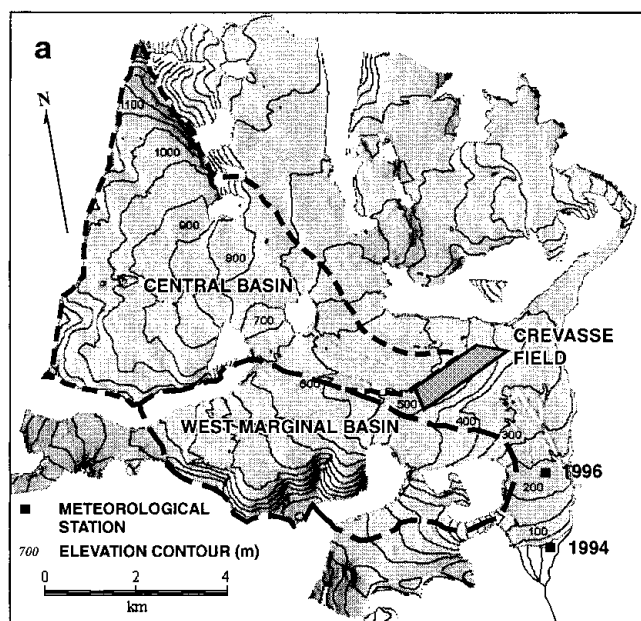 a
N
1100
1000
900
900
CENTRAL BASIN
700
CREVASSE
FIELD
600
500
WEST MARGINAL BASIN
400
300
1996
200
■ METEOROLOGICAL
STATION
100
700 ELEVATION CONTOUR (m)
1994
0 2 4
km